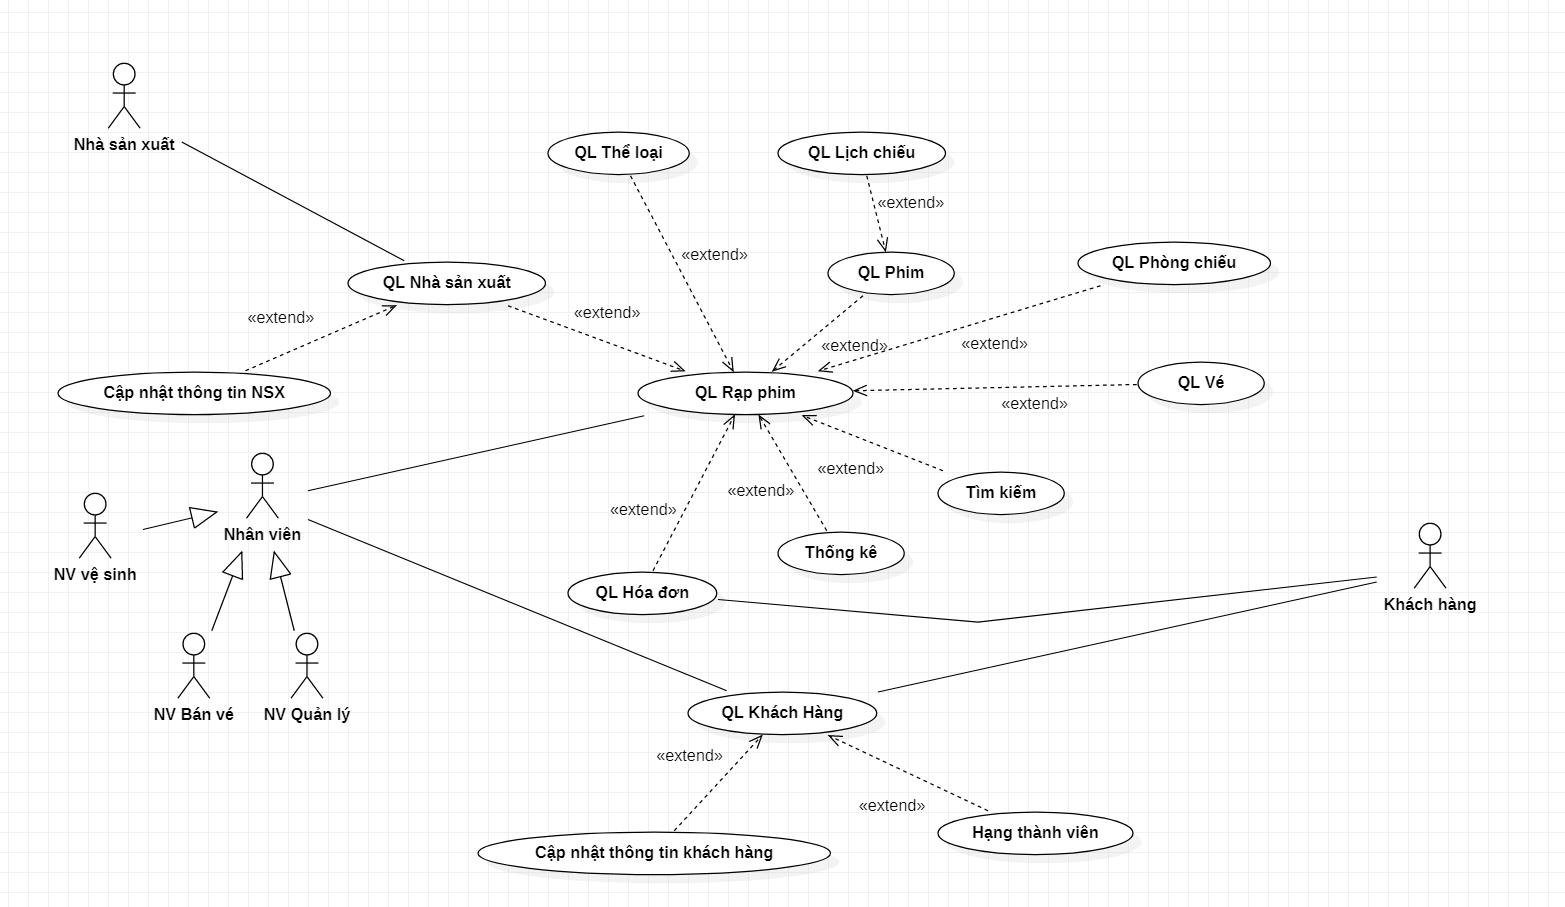 Nhà sản xuất
QL Thể loại
QL Lịch chiếu
«extend»
«extend»
QL Phim
QL Phòng chiếu
QL Nhà sản xuất
«extend»
«extend»
«extend»
«extend»
Cập nhật thông tin NSX
QL Rạp phim
QL Vé
«extend»
«extend»
«extend»
«extend»
Tìm kiếm
Nhân viên
NV vệ sinh
Thống kê
QL Hóa đơn
Khách hàng
NV Bán vé
NV Quản lý
QL Khách Hàng
«extend»
«extend»
Hạng thành viên
Cập nhật thông tin khách hàng